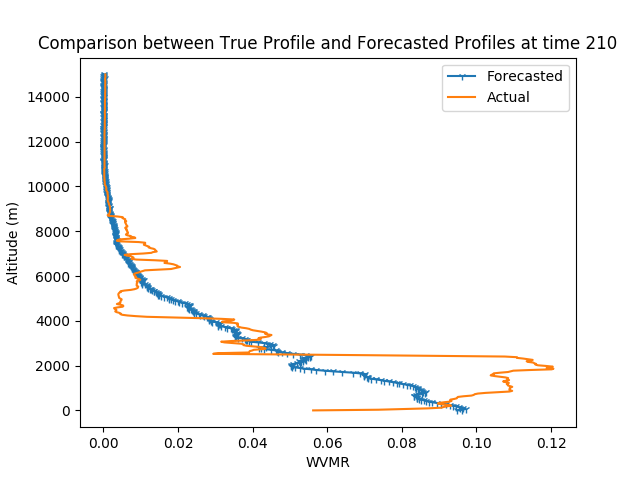 Comparison between True Profile and Forecasted Profiles at time 210
Forecasted
Actual
14000
12000
10000
8000
6000
4000
2000
0
Altitude (m)
0.00 0.02 0.04 0.06 0.08 0.10 0.12
WVMR